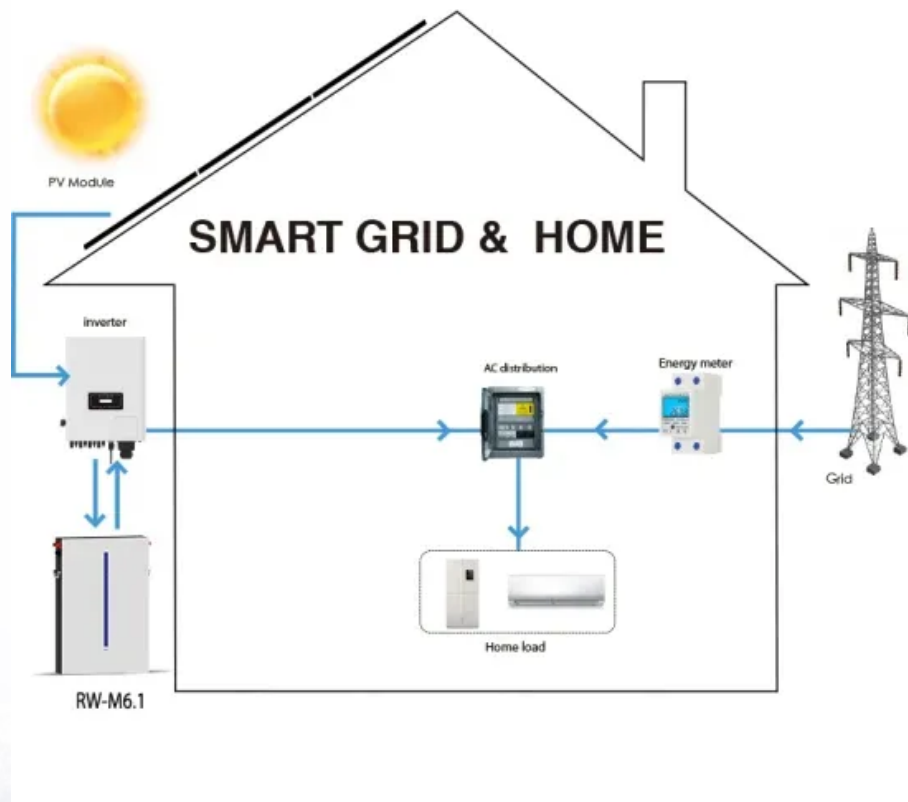 PV Module
SMART GRID & HOME
inverter
AC distribution
Energy meter
Grid
Home load
RW-M6.1